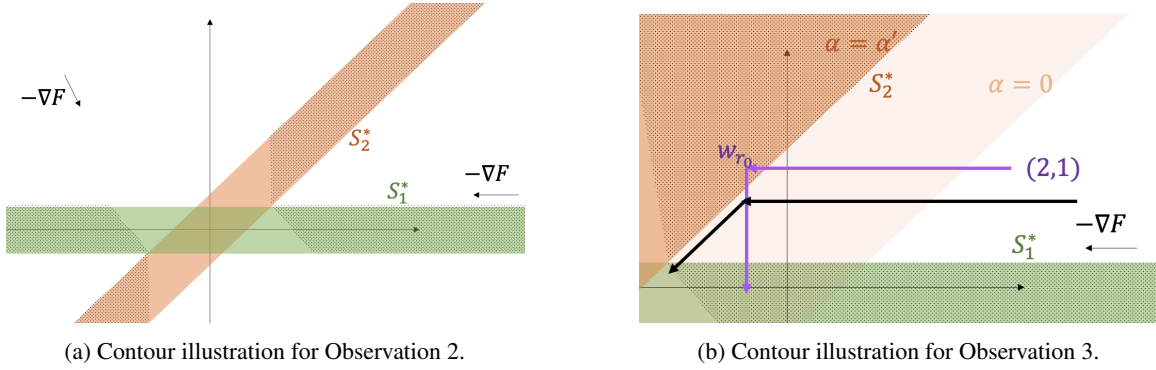 −∇F
S₂*
−∇F
S₁*
(a) Contour illustration for Observation 2.
α = α′
S₂*
α = 0
w_{r₀}
(2,1)
−∇F
S₁*
(b) Contour illustration for Observation 3.